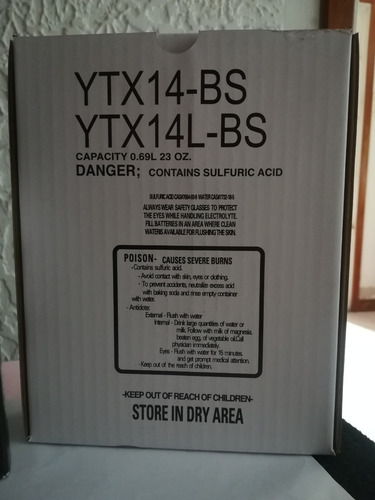 YTX14-BS
YTX14L-BS
CAPACITY 0.69L 23 OZ.
DANGER; CONTAINS SULFURIC ACID
ALWAYS WEAR SAFETY GLASSES TO PROTECT
THE EYES WHILE HANDLING ELECTROLYTE.
FILL BATTERIES IN AN AREA WHERE CLEAN
WATER IS AVAILABLE FOR FLUSHING THE SKIN.
POISON- CAUSES SEVERE BURNS
-Contains sulfuric acid.
- Avoid contact with skin, eyes or clothing.
- To prevent accidents, neutralize excess acid
with baking soda and rinse empty container
with water.
- Antidote:
External - Flush with water
Internal - Drink large quantities of water or
milk. Follow with milk of magnesia,
beaten egg, of vegetable oil. Call
physician immediately.
Eyes - Flush with water for 15 minutes
and get prompt medical attention.
- Keep out of the reach of children.
-KEEP OUT OF REACH OF CHILDREN-
STORE IN DRY AREA